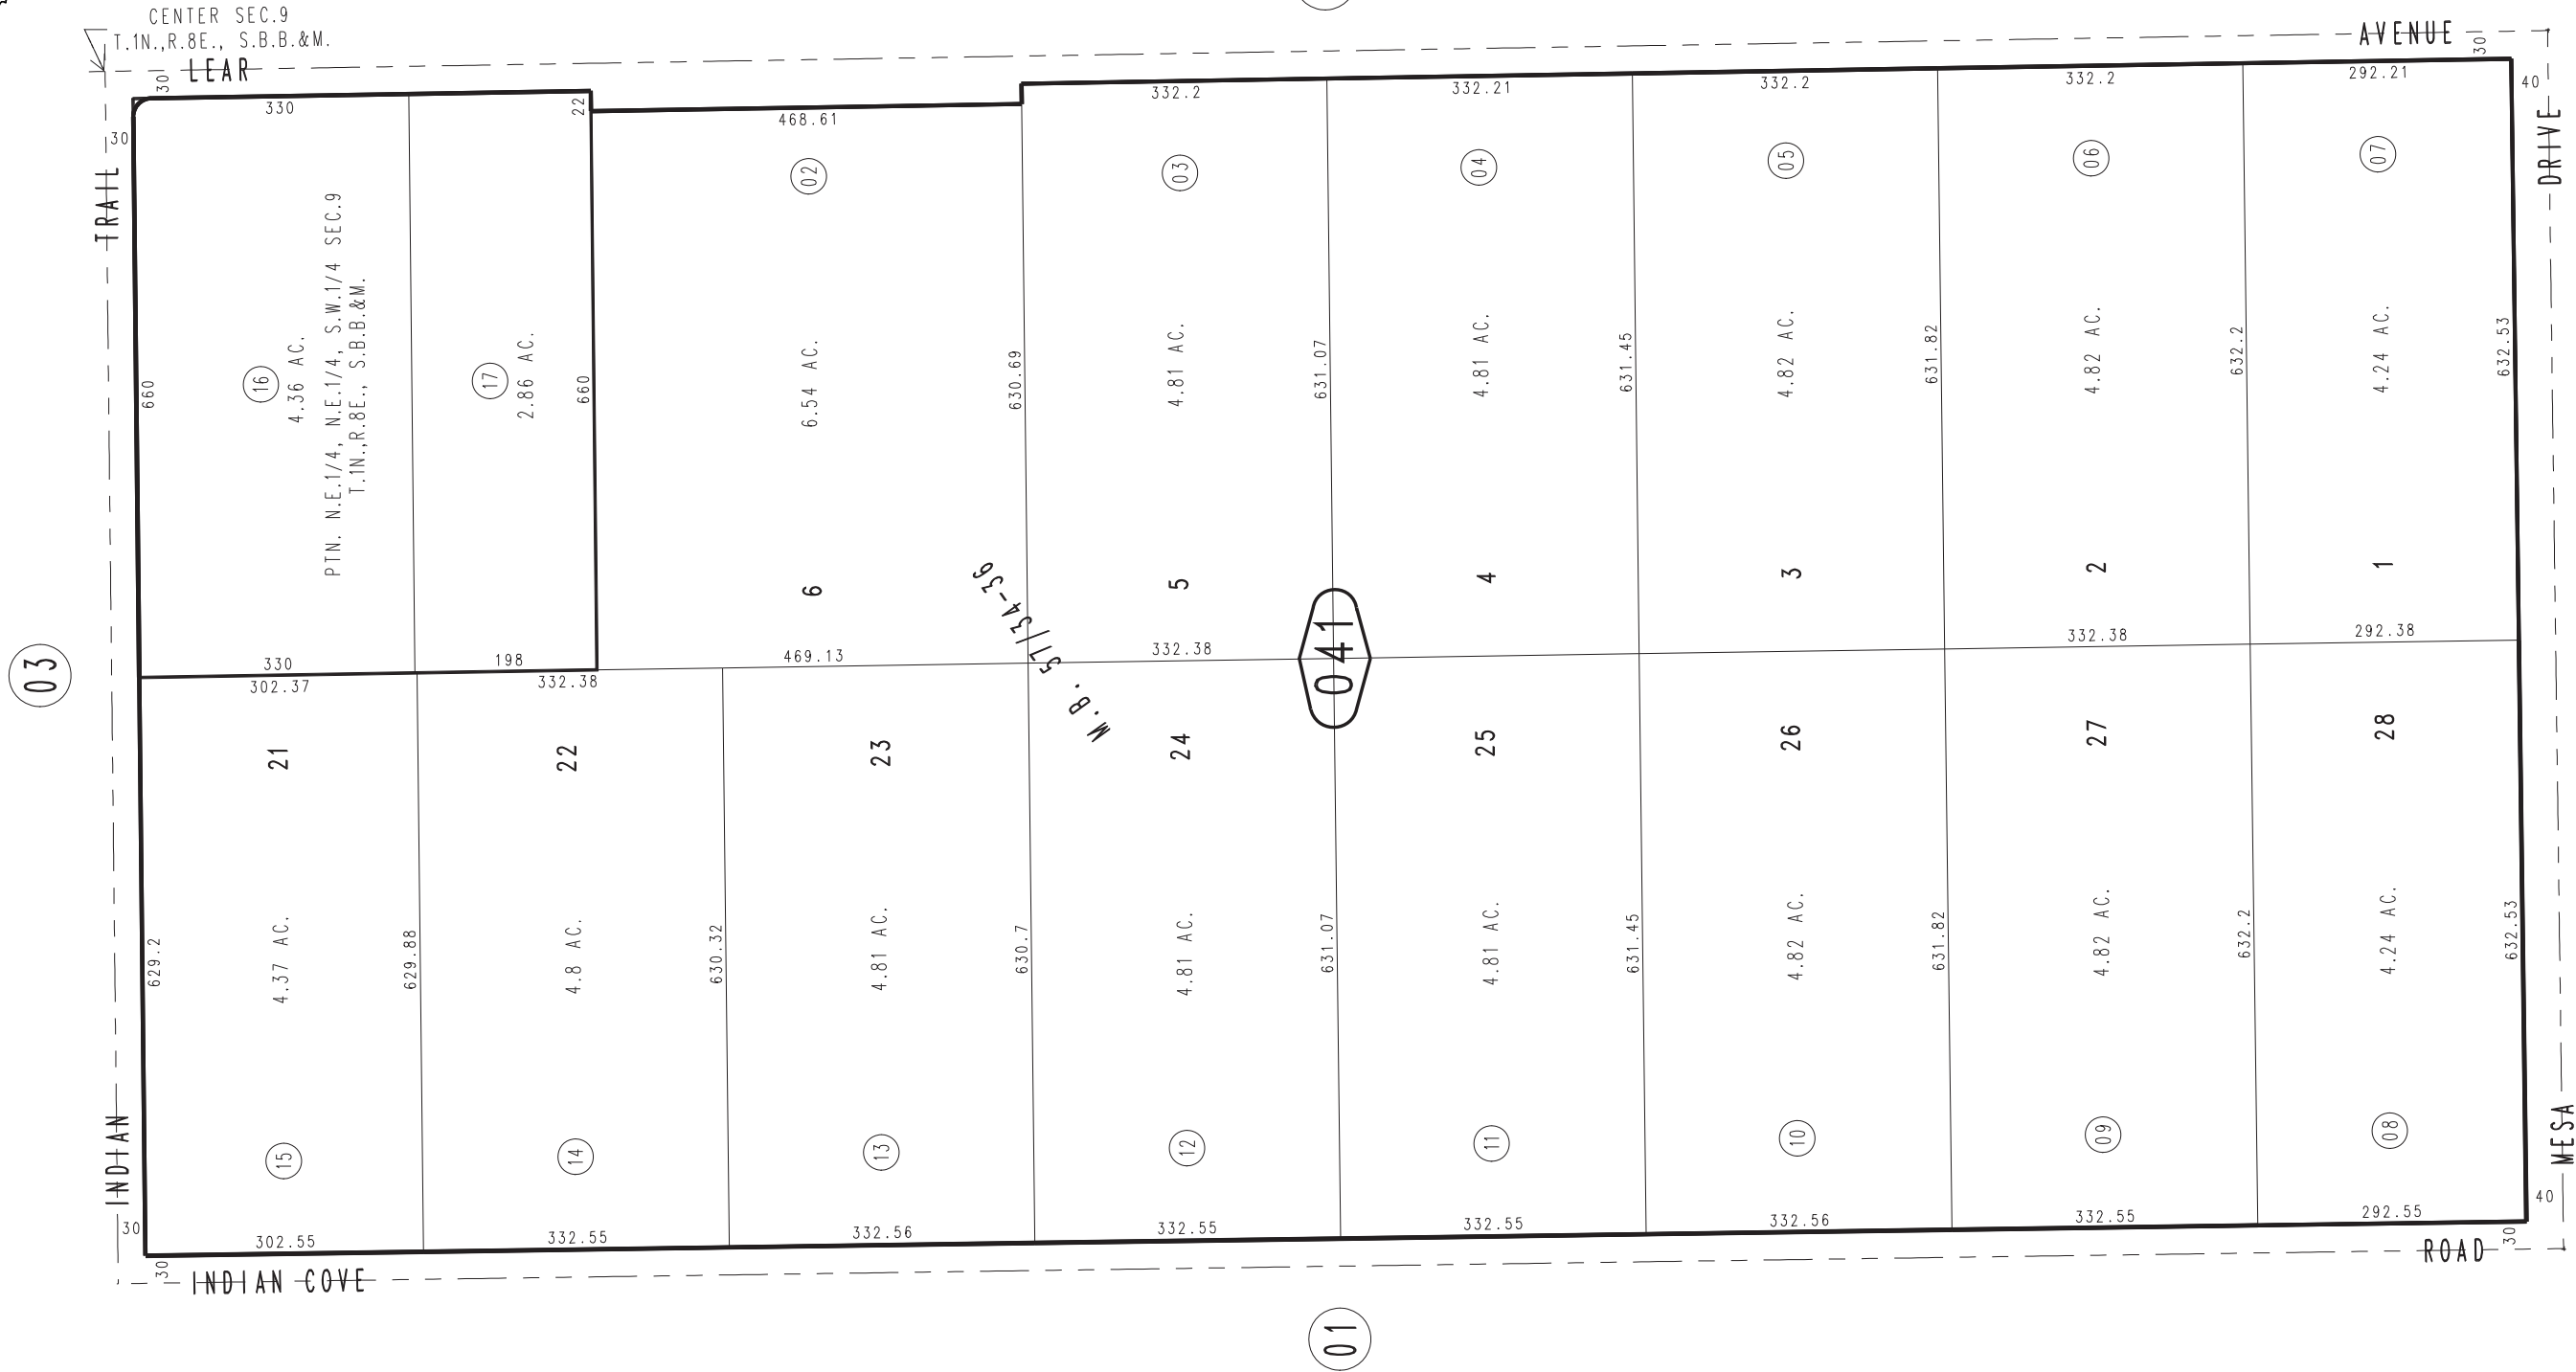 CENTER SEC.9
T.1N.,R.8E., S.B.B.&M.
LEAR
AVENUE
30
30
30
40
330
22
468.61
332.2
332.21
332.2
332.2
292.21
TRAIL
DRIVE
02
03
04
05
06
07
16
4.36 AC.
PTN. N.E.1/4, N.E.1/4, S.W.1/4 SEC.9
T.1N.,R.8E., S.B.B.&M.
17
2.86 AC.
6.54 AC.
4.81 AC.
4.81 AC.
4.82 AC.
4.82 AC.
4.24 AC.
660
660
630.69
631.07
631.45
631.82
632.2
632.53
6
5
4
3
2
1
M.B. 57/34-36
041
03
330
198
469.13
332.38
332.38
292.38
302.37
332.38
21
22
23
24
25
26
27
28
629.2
4.37 AC.
629.88
4.8 AC.
630.32
4.81 AC.
630.7
4.81 AC.
631.07
4.81 AC.
631.45
4.82 AC.
631.82
4.82 AC.
632.2
4.24 AC.
632.53
INDIAN
MESA
15
14
13
12
11
10
09
08
30
302.55
332.55
332.56
332.55
332.55
332.56
332.55
292.55
40
30
INDIAN COVE
ROAD
30
01